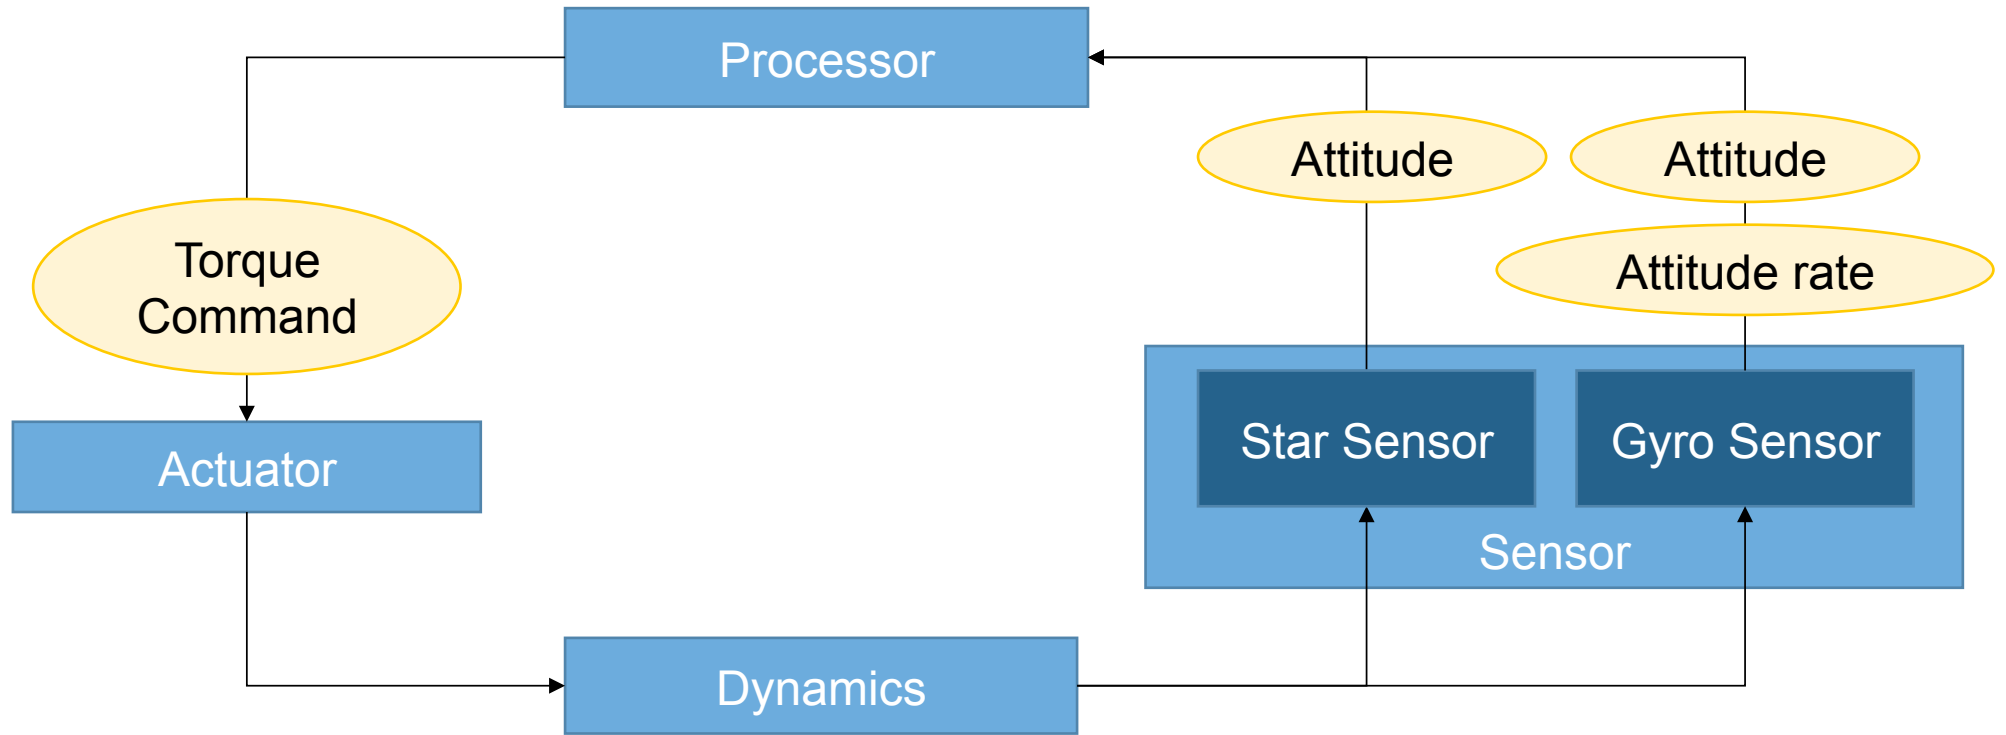 Processor
Attitude
Attitude
Torque
Command
Attitude rate
Actuator
Star Sensor
Gyro Sensor
Sensor
Dynamics